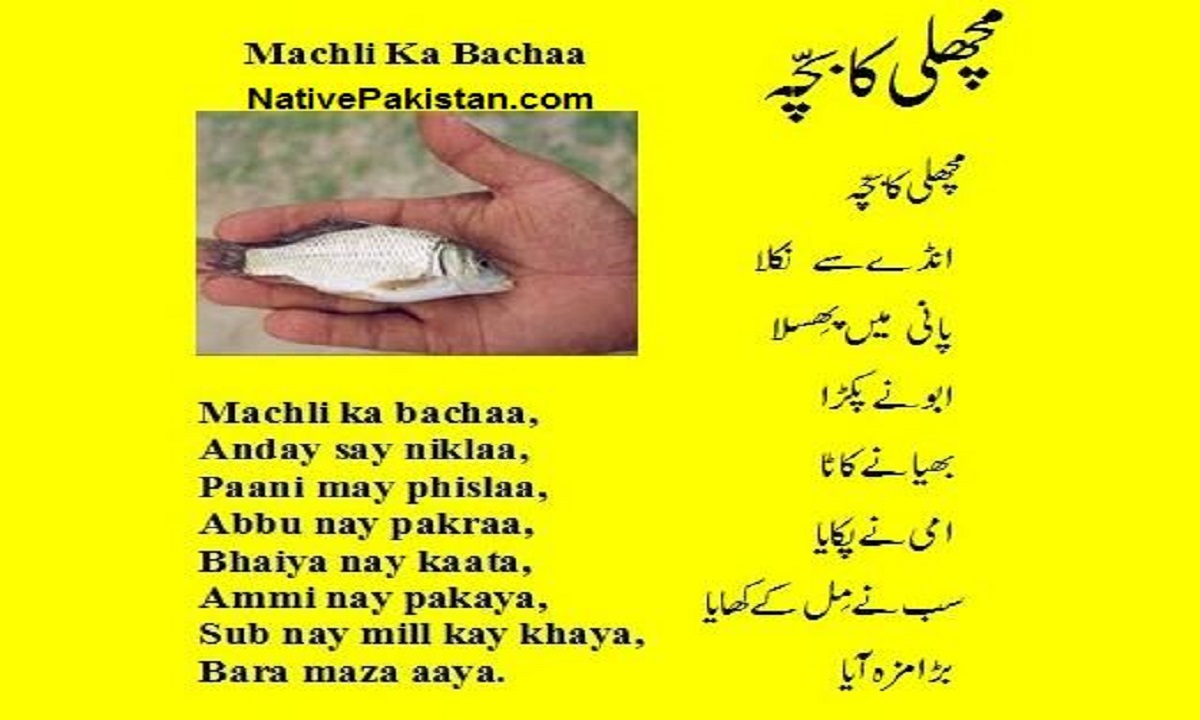 Machli Ka Bachaa
NativePakistan.com
Machli ka bachaa,
Anday say niklaa,
Paani may phislaa,
Abbu nay pakraa,
Bhaiya nay kaata,
Ammi nay pakaya,
Sub nay mill kay khaya,
Bara maza aaya.
مچھلی کا بچّہ
مچھلی کا بچّہ
انڈے سے نکلا
پانی میں پھِسلا
ابو نے پکڑا
بھیا نے کاٹا
امی نے پکایا
سب نے مِل کے کھایا
بڑا مزہ آیا